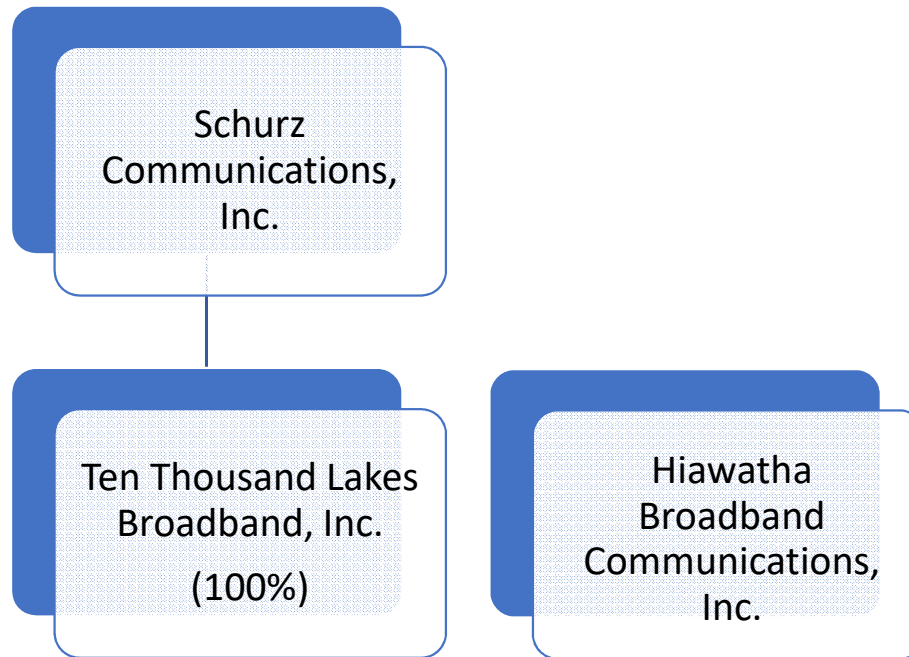 Schurz
Communications,
Inc.
Ten Thousand Lakes
Broadband, Inc.
(100%)
Hiawatha
Broadband
Communications,
Inc.